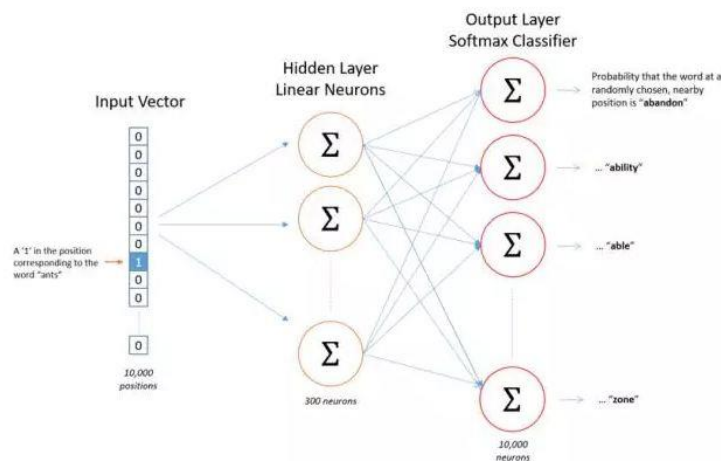 Output Layer
Softmax Classifier
Hidden Layer
Linear Neurons
Input Vector
0
0
0
0
0
0
0
1
0
0
0
A ‘1’ in the position
corresponding to the
word “ants”
10,000
positions
Σ
Σ
Σ
300 neurons
Σ
Σ
Σ
Σ
10,000
neurons
Probability that the word at a
randomly chosen, nearby
position is “abandon”
... “ability”
... “able”
... “zone”